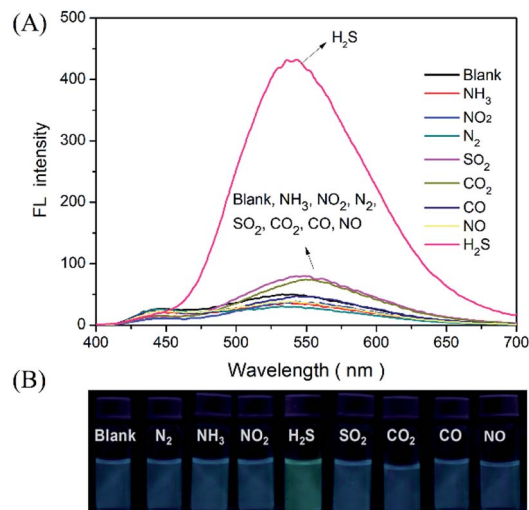 (A)
500
400
300
200
100
0
FL intensity
H₂S
Blank, NH₃, NO₂, N₂,
SO₂, CO₂, CO, NO
Blank
NH₃
NO₂
N₂
SO₂
CO₂
CO
NO
H₂S
400 450 500 550 600 700
Wavelength ( nm )
(B)
Blank N₂ NH₃ NO₂ H₂S SO₂ CO₂ CO NO